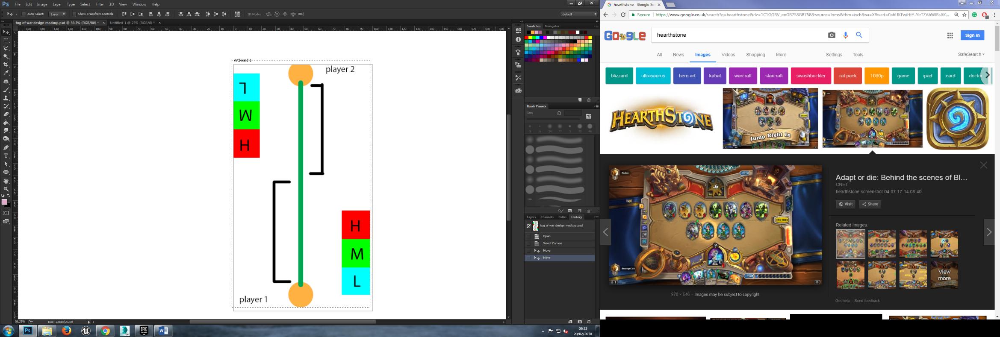 Ps File Edit Image Layer Type Select Filter 3D View Window Help
Auto-Select: Layer Show Transform Controls 3D Mode: default
tug of war design mockup.psd @ 59.2% (RGB/8#) * × Untitled-1 @ 25% (RGB/8) * ×
150 140 130 120 110 100 90 80 70 60 50 40 30 20 10 0 10 20 30 40 50 60 70 80 90 100 110 120 130 140 150 160 170 180 190
Artboard 1
player 2
L
M
H
H
M
L
player 1
59.21% Doc: 2.86M/25.1M
Swatches Navigator
Brush Presets
Size:
Layers Channels Paths History
tug of war design mockup.psd
Open
Select Canvas
Move
Move
09:33
20/02/2018
hearthstone - Google Se
Secure https://www.google.co.uk/search?q=hearthstone&rlz=1C1GGRV_enGB758GB758&source=lnms&tbm=isch&sa=X&ved=0ahUKEwiHtY-YlrTZAhWIBsAK...
Google hearthstone Sign in
All News Images Videos Shopping More Settings Tools SafeSearch
blizzard ultrasaurus hero art kabal warcraft starcraft swashbuckler rat pack 1080p game ipad card doctor
HEARTHSTONE
Jump Right In
-6
END TURN
Adapt or die: Behind the scenes of Bl...
CNET
hearthstone-screenshot-04-07-17-14-08-40.
Visit Share
Related images:
View more
970 × 546 - Images may be subject to copyright
Get help - Send feedback
EPIC GAMES